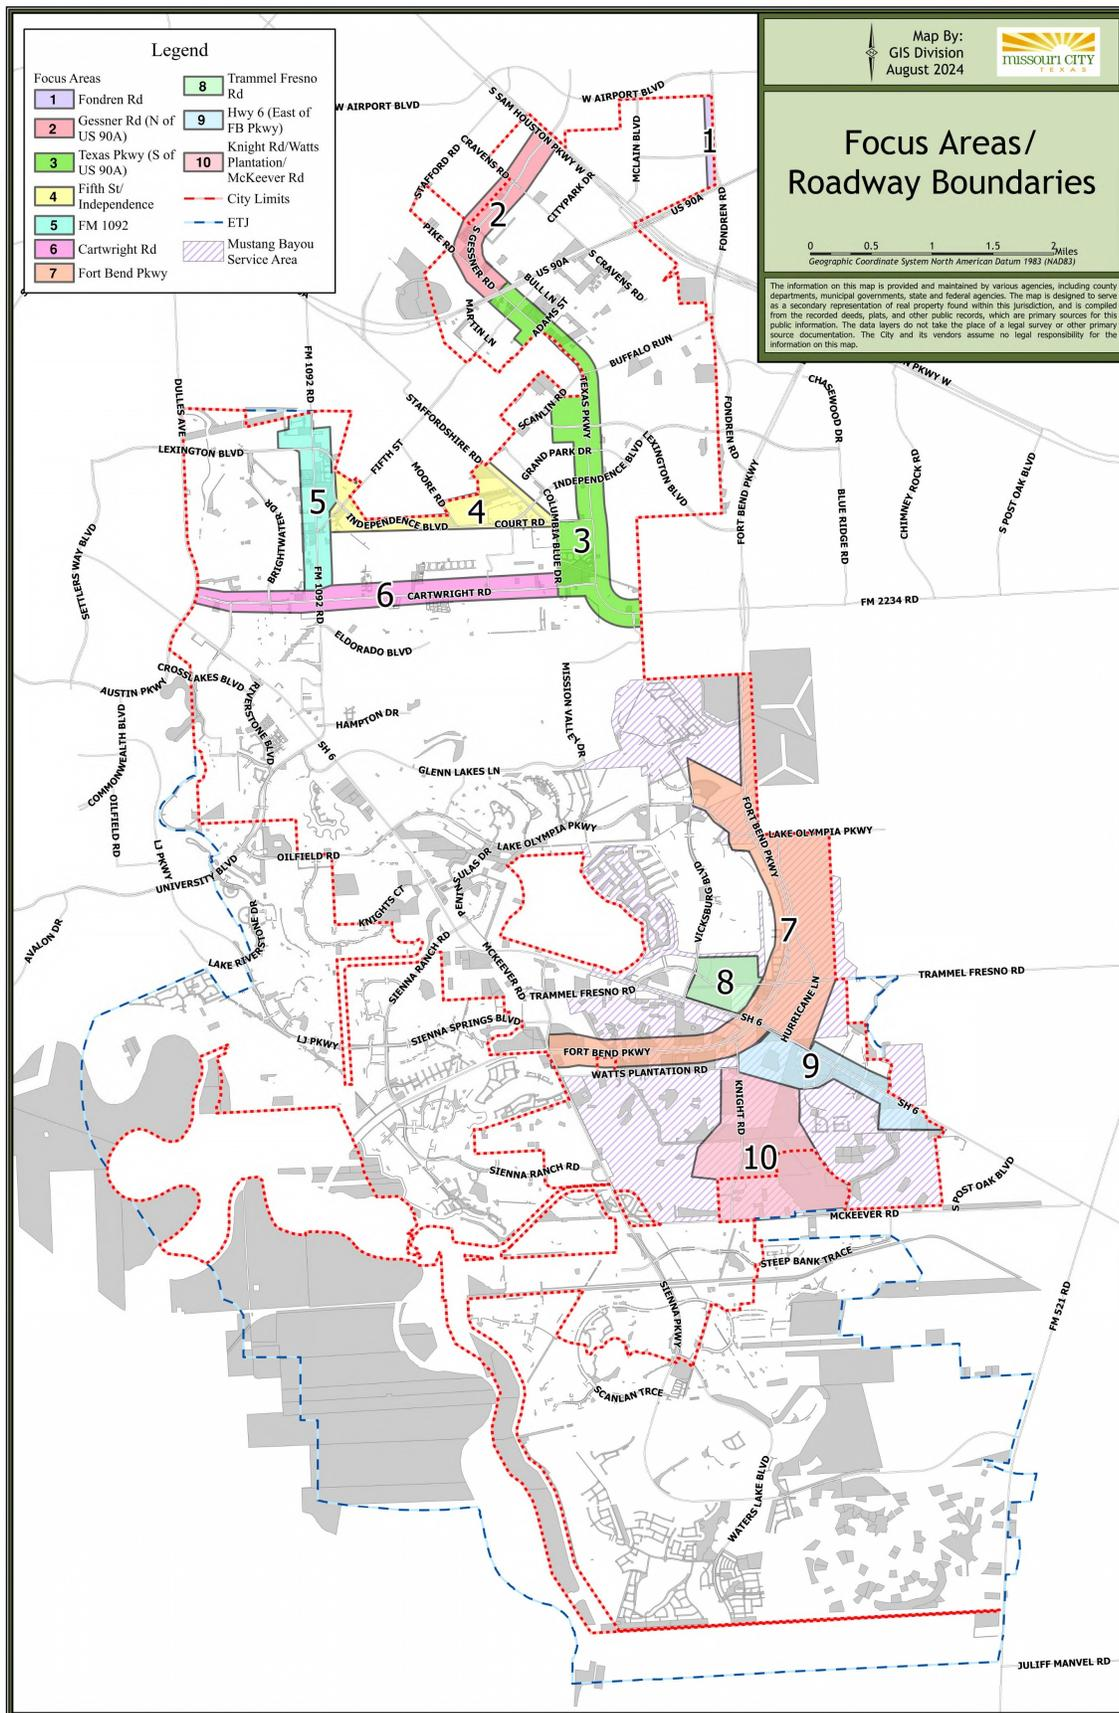 Legend
Focus Areas
1 Fondren Rd
2 Gessner Rd (N of
US 90A)
3 Texas Pkwy (S of
US 90A)
4 Fifth St/
Independence
5 FM 1092
6 Cartwright Rd
7 Fort Bend Pkwy
8 Trammel Fresno
Rd
9 Hwy 6 (East of
FB Pkwy)
10 Knight Rd/Watts
Plantation/
McKeever Rd
City Limits
ETJ
Mustang Bayou
Service Area
Map By:
GIS Division
August 2024
missouri CITY
TEXAS
Focus Areas/
Roadway Boundaries
0 0.5 1 1.5 2 Miles
Geographic Coordinate System North American Datum 1983 (NAD83)
The information on this map is provided and maintained by various agencies, including county
departments, municipal governments, state and federal agencies. The map is designed to serve
as a secondary representation of real property found within this jurisdiction, and is compiled
from the recorded deeds, plats, and other public records, which are primary sources for this
public information. The data layers do not take the place of a legal survey or other primary
source documentation. The City and its vendors assume no legal responsibility for the
information on this map.
W AIRPORT BLVD
S SAM HOUSTON PKWY W
W AIRPORT BLVD
MCLAIN BLVD
1
CRAVENS RD
STAFFORD RD
CITYPARK DR
2
US 90A
FONDREN RD
PIKE RD
S GESSNER RD
US 90A
S CRAVENS RD
BULL LN
ADAMS ST
MARTIN LN
BUFFALO RUN
N PKWY W
FM 1092 RD
DULLES AVE
TEXAS PKWY
CHASEWOOD DR
SCANLIN RD
STAFFORDSHIRE RD
FONDREN RD
LEXINGTON BLVD
FIFTH ST
GRAND PARK DR
LEXINGTON BLVD
MOORE RD
INDEPENDENCE BLVD
FORT BEND PKWY
BLUE RIDGE RD
CHIMNEY ROCK RD
S POST OAK BLVD
5
4
INDEPENDENCE BLVD
COURT RD
COLUMBIA BLUE DR
3
BRIGHTWATER DR
SETTLERS WAY BLVD
FM 1092 RD
6
CARTWRIGHT RD
FM 2234 RD
ELDORADO BLVD
CROSSLAKES BLVD
AUSTIN PKWY
RIVERSTONE BLVD
MISSION VALLEY DR
HAMPTON DR
COMMONWEALTH BLVD
SH 6
GLENN LAKES LN
OILFIELD RD
FORT BEND PKWY
LAKE OLYMPIA PKWY
LAKE OLYMPIA PKWY
OILFIELD RD
LJ PKWY
UNIVERSITY BLVD
PENINSULAS DR
VICKSBURG BLVD
KNIGHTS CT
7
AVALON DR
LAKE RIVERSTONE DR
SIENNA RANCH RD
MCKEEVER RD
TRAMMEL FRESNO RD
8
TRAMMEL FRESNO RD
HURRICANE LN
SH 6
SIENNA SPRINGS BLVD
LJ PKWY
FORT BEND PKWY
WATTS PLANTATION RD
9
KNIGHT RD
SH 6
10
SIENNA RANCH RD
S POST OAK BLVD
MCKEEVER RD
STEEP BANK TRACE
SIENNA PKWY
FM 521 RD
SCANLAN TRCE
WATERS LAKE BLVD
JULIFF MANVEL RD